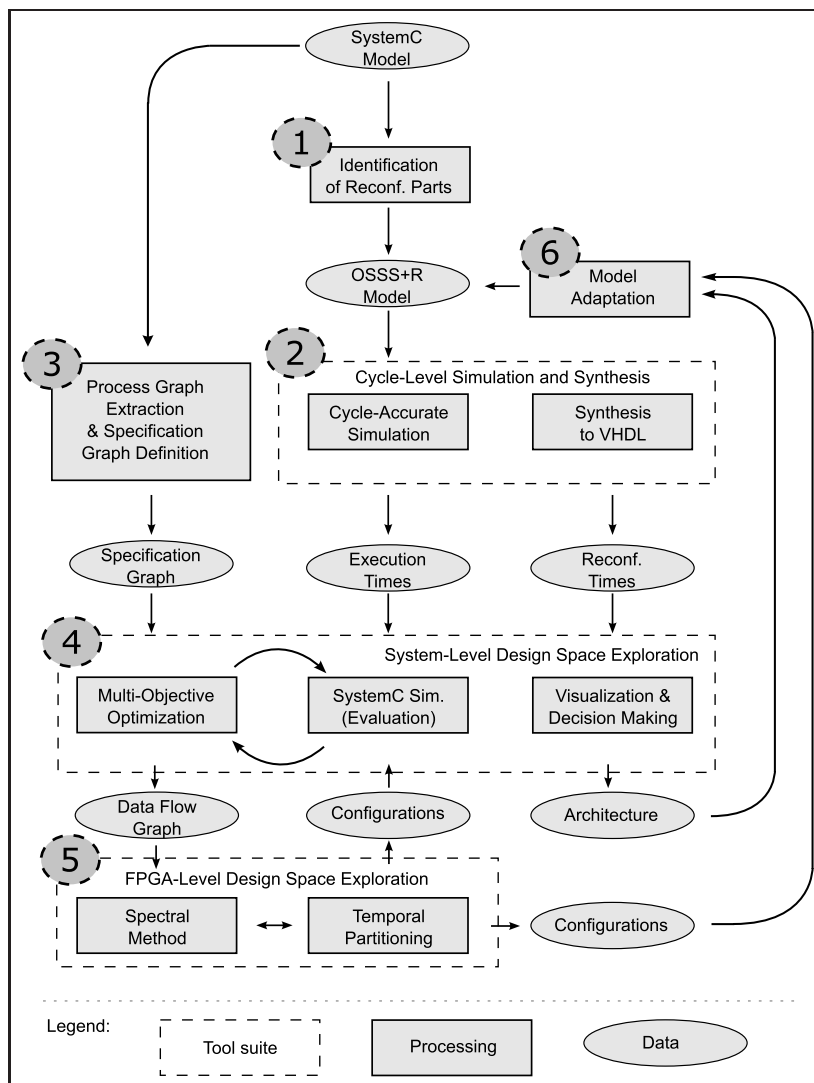 SystemC
Model
1
Identification
of Reconf. Parts
6
OSSS+R
Model
Model
Adaptation
3
Process Graph
Extraction
& Specification
Graph Definition
2
Cycle-Level Simulation and Synthesis
Cycle-Accurate
Simulation
Synthesis
to VHDL
Specification
Graph
Execution
Times
Reconf.
Times
4
System-Level Design Space Exploration
Multi-Objective
Optimization
SystemC Sim.
(Evaluation)
Visualization &
Decision Making
Data Flow
Graph
Configurations
Architecture
5
FPGA-Level Design Space Exploration
Spectral
Method
Temporal
Partitioning
Configurations
Legend:
Tool suite
Processing
Data